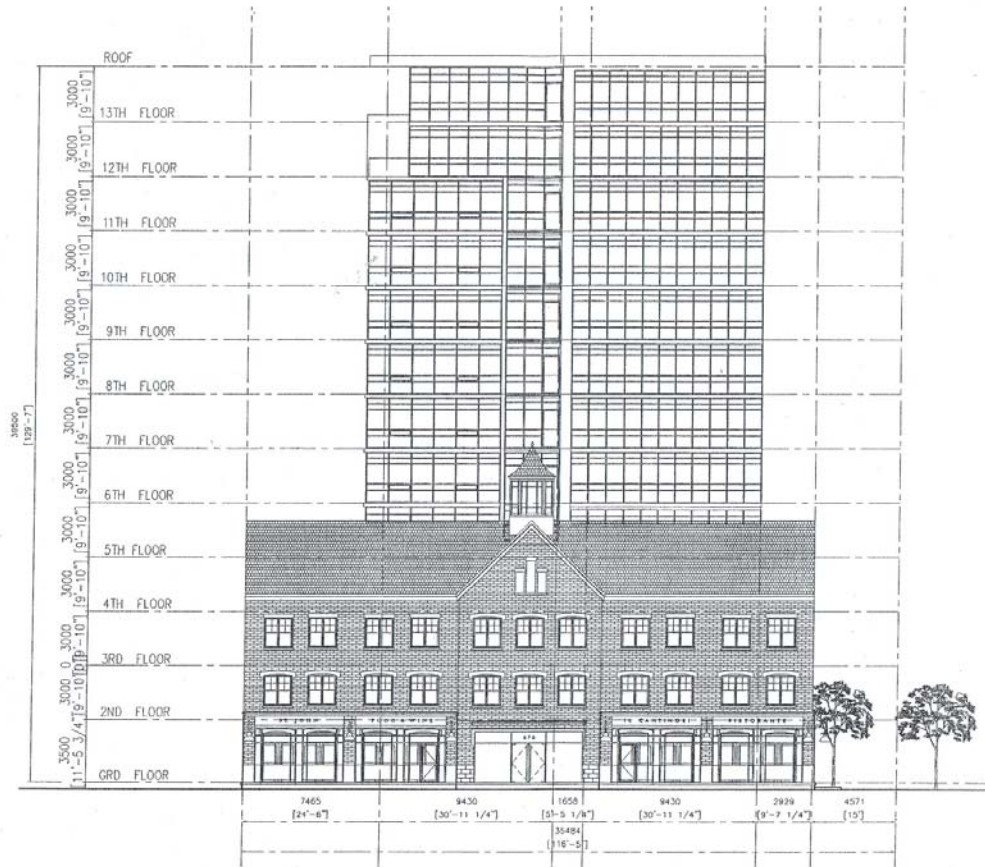 ROOF
3000
[9'-10"]
13TH FLOOR
3000
[9'-10"]
12TH FLOOR
3000
[9'-10"]
11TH FLOOR
3000
[9'-10"]
10TH FLOOR
3000
[9'-10"]
9TH FLOOR
3000
[9'-10"]
8TH FLOOR
3000
[9'-10"]
7TH FLOOR
3000
[9'-10"]
6TH FLOOR
3000
[9'-10"]
5TH FLOOR
3000
[9'-10"]
4TH FLOOR
3000
[9'-10"]
3RD FLOOR
3000
2ND FLOOR
3500
[11'-5 3/4"]
GRD FLOOR
[129'-7"]
ST. JOHN
IL CANTINORI
RISTORANTE
7465
[24'-6"]
9430
[30'-11 1/4"]
1658
[5'-5 1/8"]
9430
[30'-11 1/4"]
2939
[9'-7 1/4"]
4571
[15']
35484
[116'-5"]